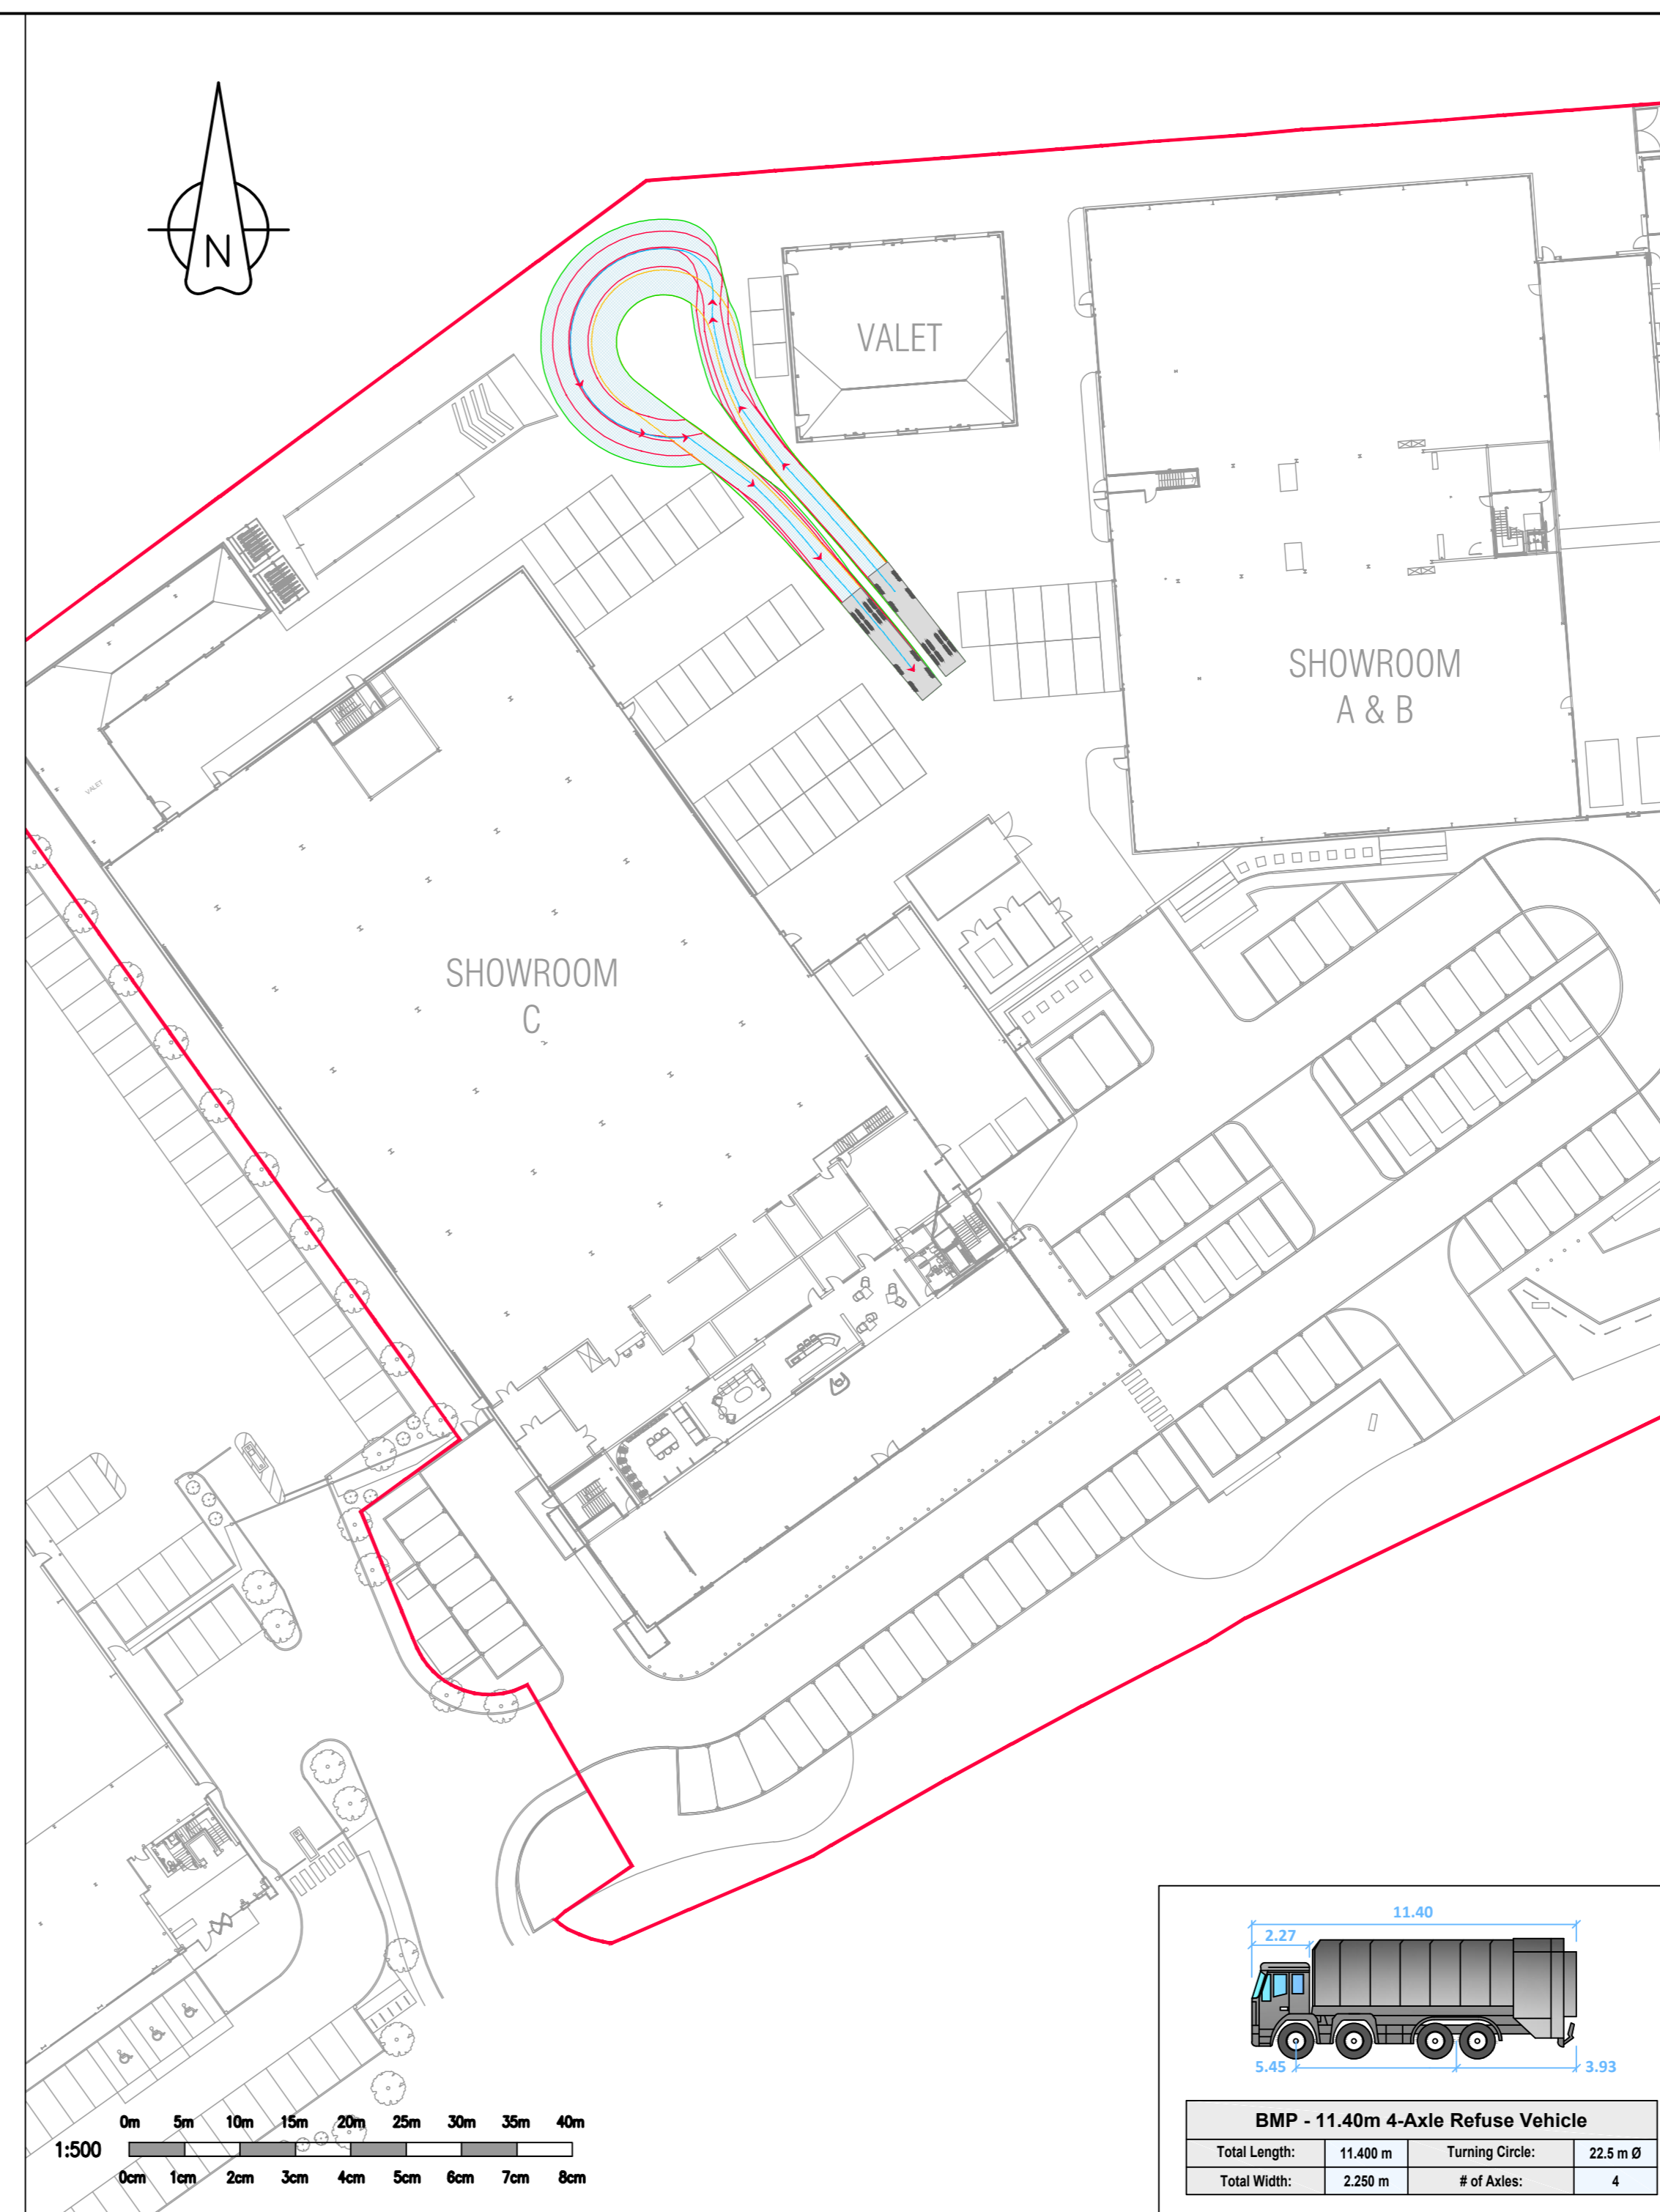 N
VALET
SHOWROOM
A & B
VALET
SHOWROOM
C
11.40
2.27
5.45
3.93
BMP - 11.40m 4-Axle Refuse Vehicle
Total Length: 11.400 m Turning Circle: 22.5 m Ø
Total Width: 2.250 m # of Axles: 4
0m 5m 10m 15m 20m 25m 30m 35m 40m
1:500
0cm 1cm 2cm 3cm 4cm 5cm 6cm 7cm 8cm